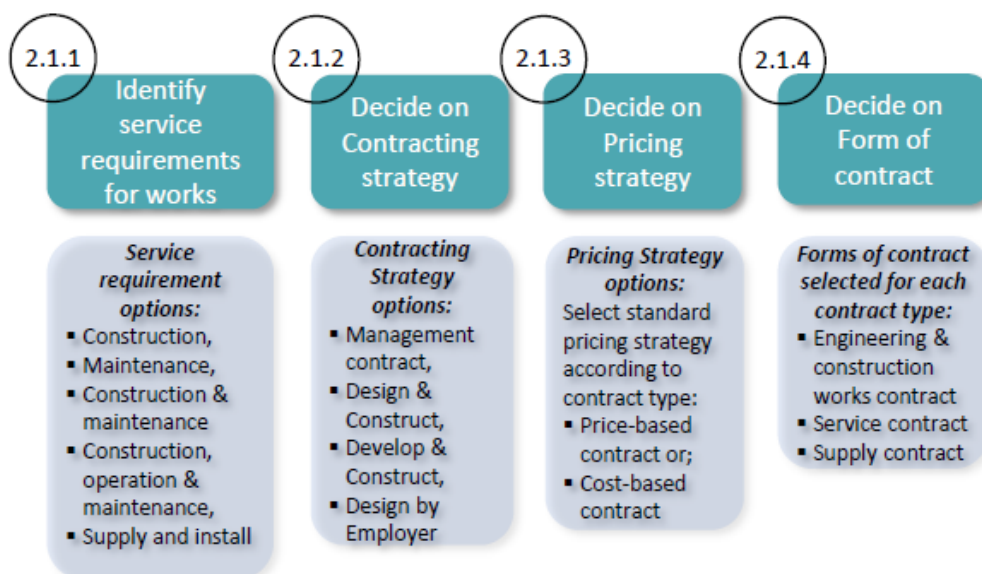 2.1.1
Identify
service
requirements
for works
2.1.2
Decide on
Contracting
strategy
2.1.3
Decide on
Pricing
strategy
2.1.4
Decide on
Form of
contract
Service
requirement
options:
▪ Construction,
▪ Maintenance,
▪ Construction &
maintenance
▪ Construction,
operation &
maintenance,
▪ Supply and install
Contracting
Strategy
options:
▪ Management
contract,
▪ Design &
Construct,
▪ Develop &
Construct,
▪ Design by
Employer
Pricing Strategy
options:
Select standard
pricing strategy
according to
contract type:
▪ Price-based
contract or;
▪ Cost-based
contract
Forms of contract
selected for each
contract type:
▪ Engineering &
construction
works contract
▪ Service contract
▪ Supply contract